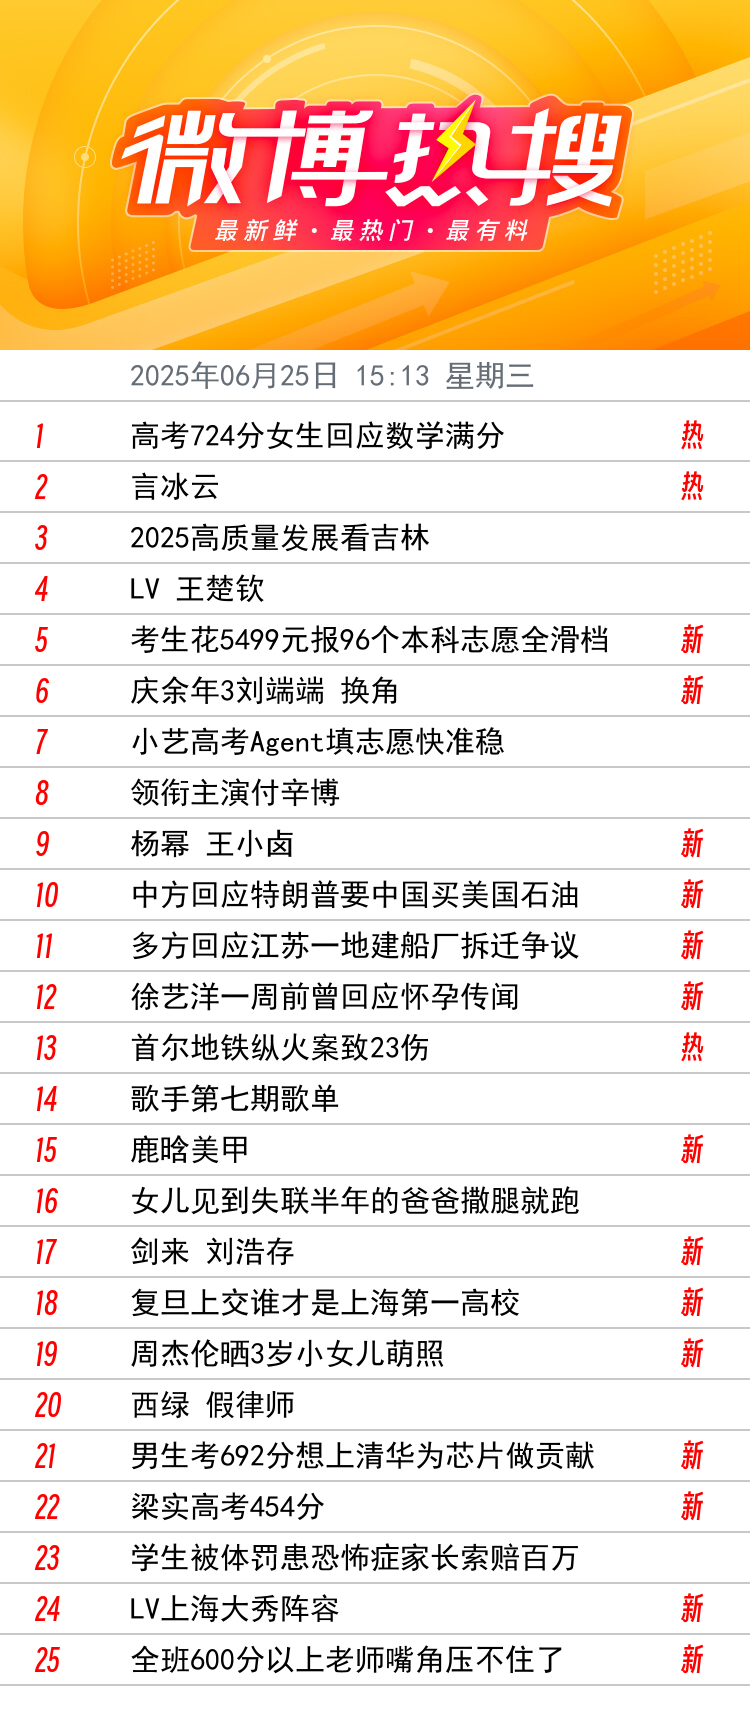 微博热搜
最新鲜·最热门·最有料
2025年06月25日 15:13 星期三
1 高考724分女生回应数学满分 热
2 言冰云 热
3 2025高质量发展看吉林
4 LV 王楚钦
5 考生花5499元报96个本科志愿全滑档 新
6 庆余年3刘端端 换角 新
7 小艺高考Agent填志愿快准稳
8 领衔主演付辛博
9 杨幂 王小卤 新
10 中方回应特朗普要中国买美国石油 新
11 多方回应江苏一地建船厂拆迁争议 新
12 徐艺洋一周前曾回应怀孕传闻 新
13 首尔地铁纵火案致23伤 热
14 歌手第七期歌单
15 鹿晗美甲 新
16 女儿见到失联半年的爸爸撒腿就跑
17 剑来 刘浩存 新
18 复旦上交谁才是上海第一高校 新
19 周杰伦晒3岁小女儿萌照 新
20 西绿 假律师
21 男生考692分想上清华为芯片做贡献 新
22 梁实高考454分 新
23 学生被体罚患恐怖症家长索赔百万
24 LV上海大秀阵容 新
25 全班600分以上老师嘴角压不住了 新